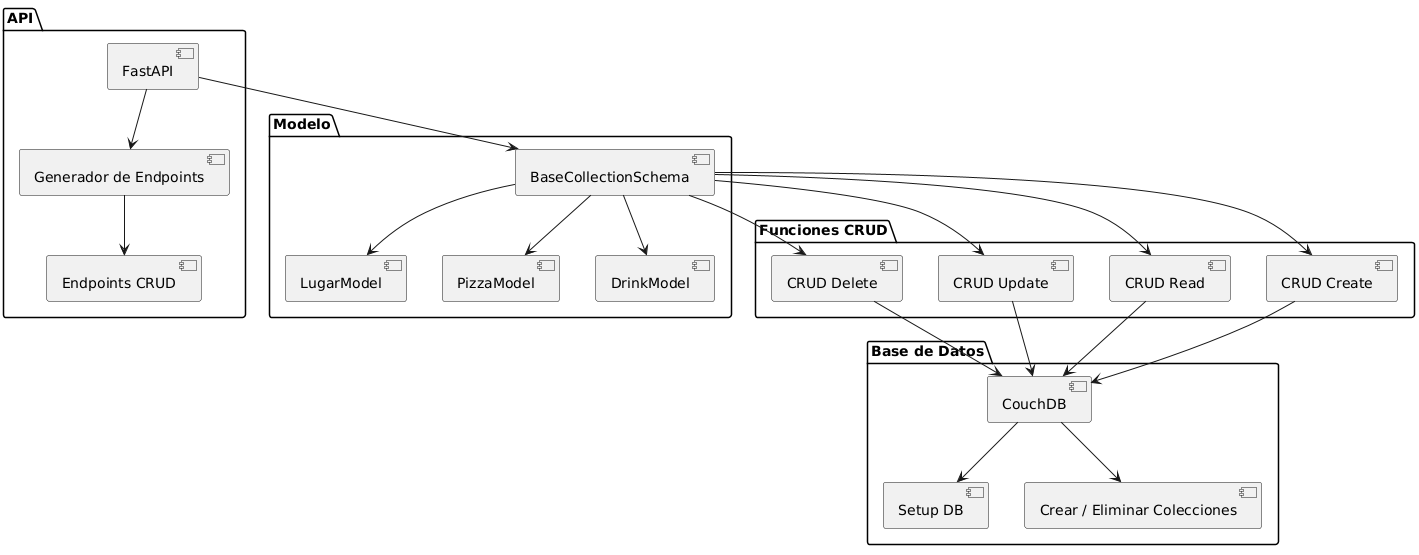 API
FastAPI
Generador de Endpoints
Endpoints CRUD
Modelo
BaseCollectionSchema
LugarModel
PizzaModel
DrinkModel
Funciones CRUD
CRUD Delete
CRUD Update
CRUD Read
CRUD Create
Base de Datos
CouchDB
Setup DB
Crear / Eliminar Colecciones